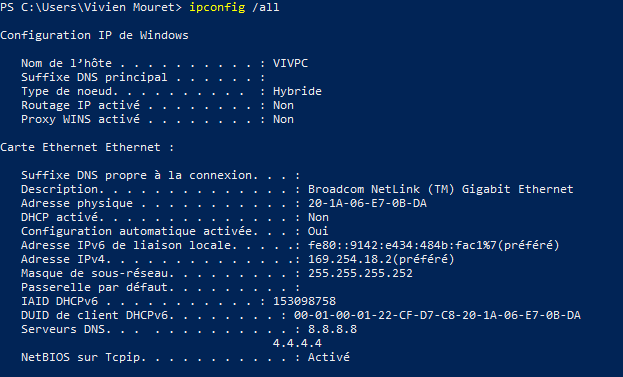 PS C:\Users\Vivien Mouret> ipconfig /all
Configuration IP de Windows
Nom de l’hôte . . . . . . . . . . : VIVPC
Suffixe DNS principal . . . . . . :
Type de noeud. . . . . . . . . . : Hybride
Routage IP activé . . . . . . . . : Non
Proxy WINS activé . . . . . . . . : Non
Carte Ethernet Ethernet :
Suffixe DNS propre à la connexion. . . :
Description. . . . . . . . . . . . . . : Broadcom NetLink (TM) Gigabit Ethernet
Adresse physique . . . . . . . . . . . : 20-1A-06-E7-0B-DA
DHCP activé. . . . . . . . . . . . . . : Non
Configuration automatique activée. . . : Oui
Adresse IPv6 de liaison locale. . . . .: fe80::9142:e434:484b:fac1%7(préféré)
Adresse IPv4. . . . . . . . . . . . . .: 169.254.18.2(préféré)
Masque de sous-réseau. . . . . . . . . : 255.255.255.252
Passerelle par défaut. . . . . . . . . :
IAID DHCPv6 . . . . . . . . . . . : 153098758
DUID de client DHCPv6. . . . . . . . : 00-01-00-01-22-CF-D7-C8-20-1A-06-E7-0B-DA
Serveurs DNS. . . . . . . . . . . . . : 8.8.8.8
4.4.4.4
NetBIOS sur Tcpip. . . . . . . . . . . : Activé